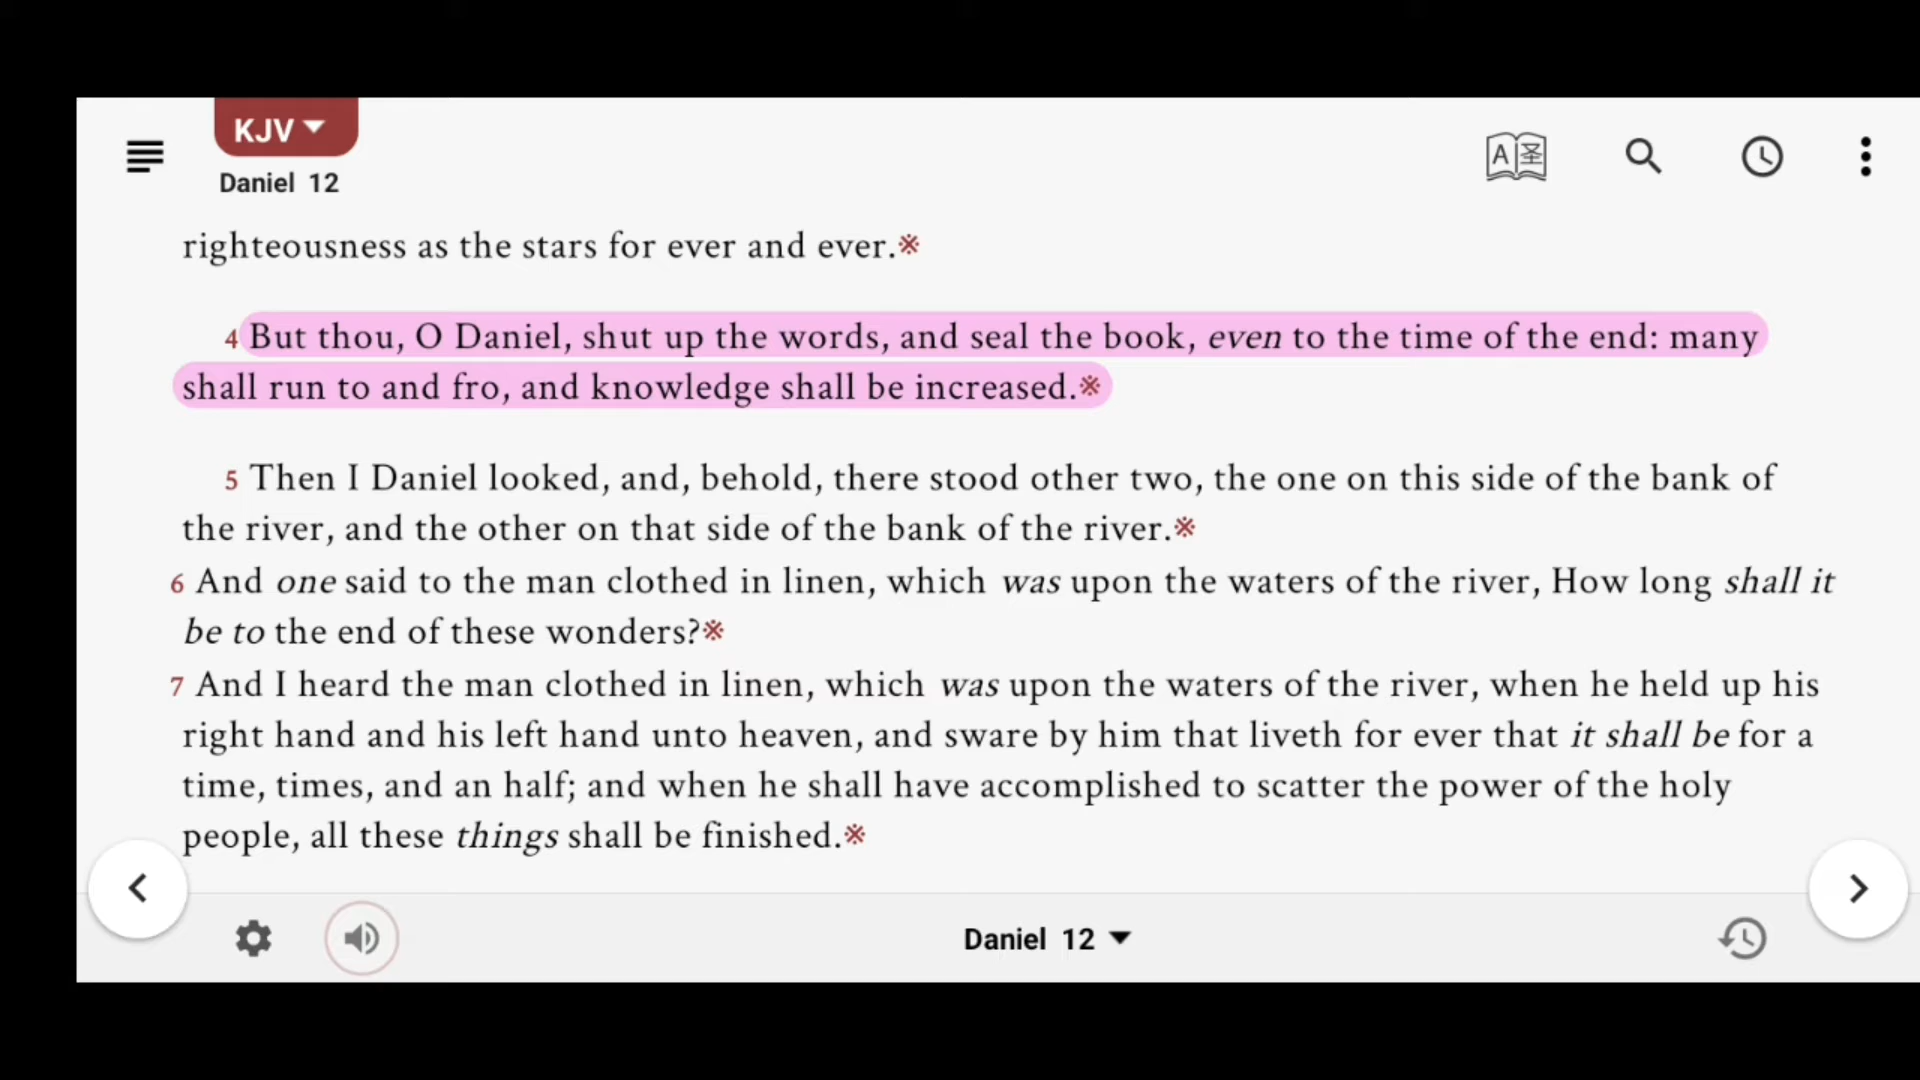 KJV
Daniel 12
A 圣
righteousness as the stars for ever and ever.※
4 But thou, O Daniel, shut up the words, and seal the book, even to the time of the end: many
shall run to and fro, and knowledge shall be increased.※
5 Then I Daniel looked, and, behold, there stood other two, the one on this side of the bank of
the river, and the other on that side of the bank of the river.※
6 And one said to the man clothed in linen, which was upon the waters of the river, How long shall it
be to the end of these wonders?※
7 And I heard the man clothed in linen, which was upon the waters of the river, when he held up his
right hand and his left hand unto heaven, and sware by him that liveth for ever that it shall be for a
time, times, and an half; and when he shall have accomplished to scatter the power of the holy
people, all these things shall be finished.※
Daniel 12